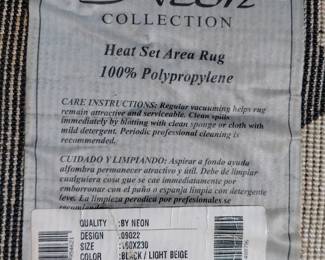 COLLECTION
Heat Set Area Rug
100% Polypropylene
CARE INSTRUCTIONS: Regular vacuuming helps rug
remain attractive and serviceable. Clean spills
immediately by blotting with clean sponge or cloth with
mild detergent. Periodic professional cleaning is
recommended.
CUIDADO Y LIMPIANDO: Aspirar a fondo ayuda
alfombra permanecer atractivo y útil. Debe de limpiar
cualquiera cosa que se cae immediatamente por
emborronar con el paño o espanja limpia con detergente
leve. La limpieza periodica por profesionales se
QUALITY :BY NEON
DESIGN :09022
SIZE :160X230
COLOR :BLACK / LIGHT BEIGE